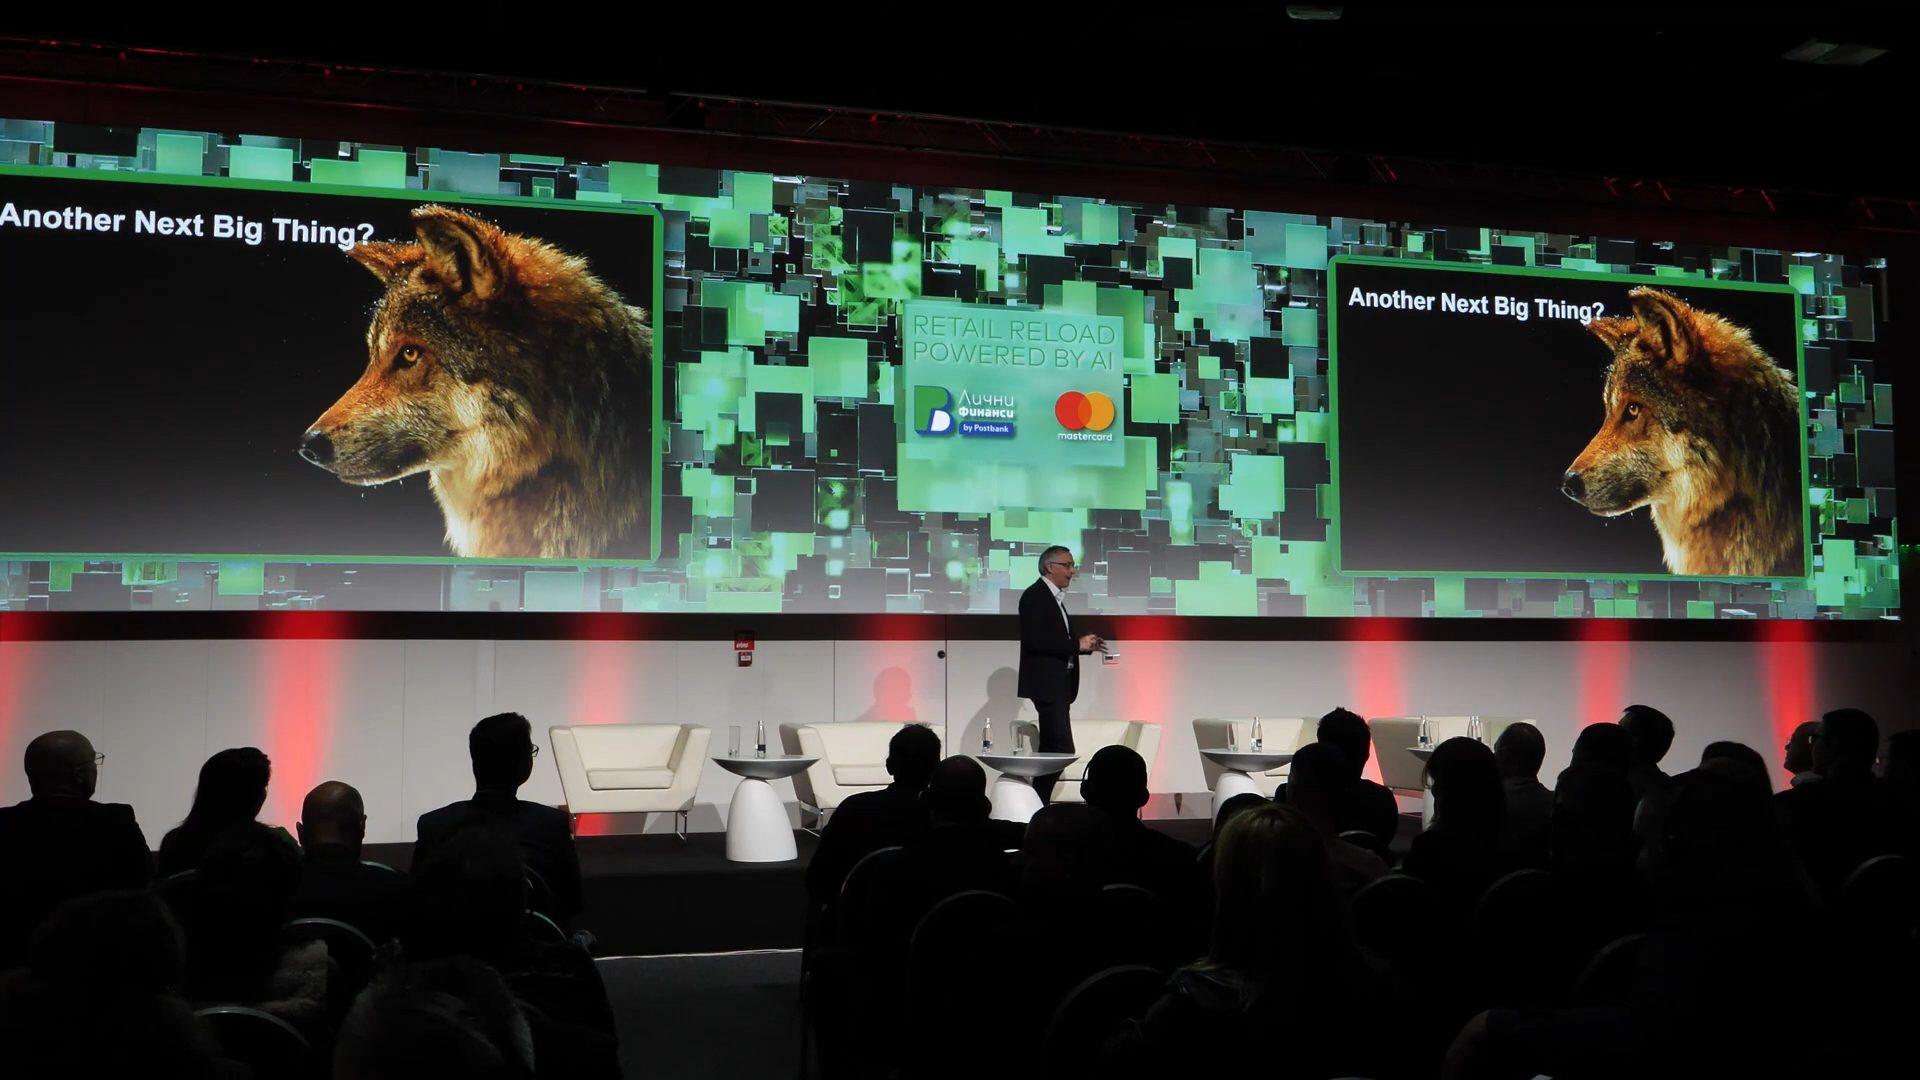 Another Next Big Thing?
RETAIL RELOAD
POWERED BY AI
Лични
Финанси
by Postbank
mastercard
Another Next Big Thing?